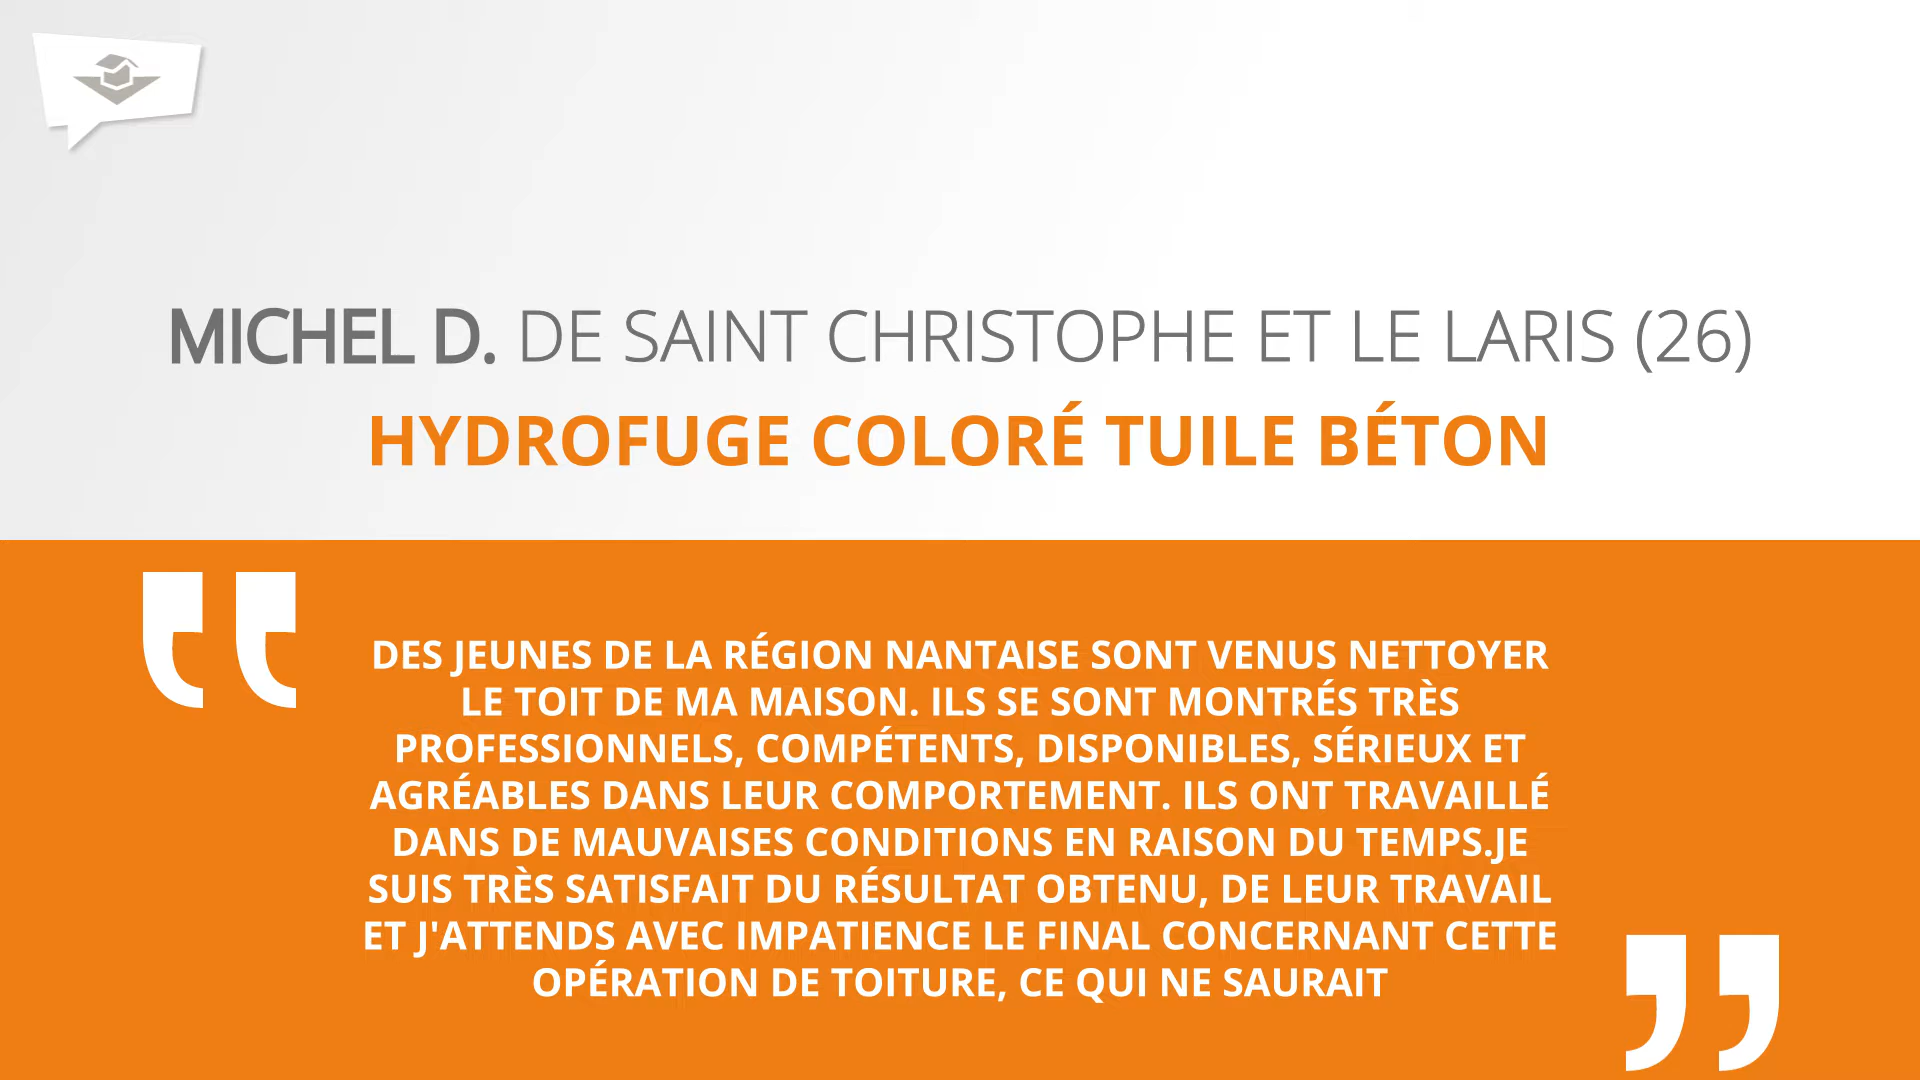 MICHEL D. DE SAINT CHRISTOPHE ET LE LARIS (26)
HYDROFUGE COLORÉ TUILE BÉTON
DES JEUNES DE LA RÉGION NANTAISE SONT VENUS NETTOYER
LE TOIT DE MA MAISON. ILS SE SONT MONTRÉS TRÈS
PROFESSIONNELS, COMPÉTENTS, DISPONIBLES, SÉRIEUX ET
AGRÉABLES DANS LEUR COMPORTEMENT. ILS ONT TRAVAILLÉ
DANS DE MAUVAISES CONDITIONS EN RAISON DU TEMPS.JE
SUIS TRÈS SATISFAIT DU RÉSULTAT OBTENU, DE LEUR TRAVAIL
ET J'ATTENDS AVEC IMPATIENCE LE FINAL CONCERNANT CETTE
OPÉRATION DE TOITURE, CE QUI NE SAURAIT